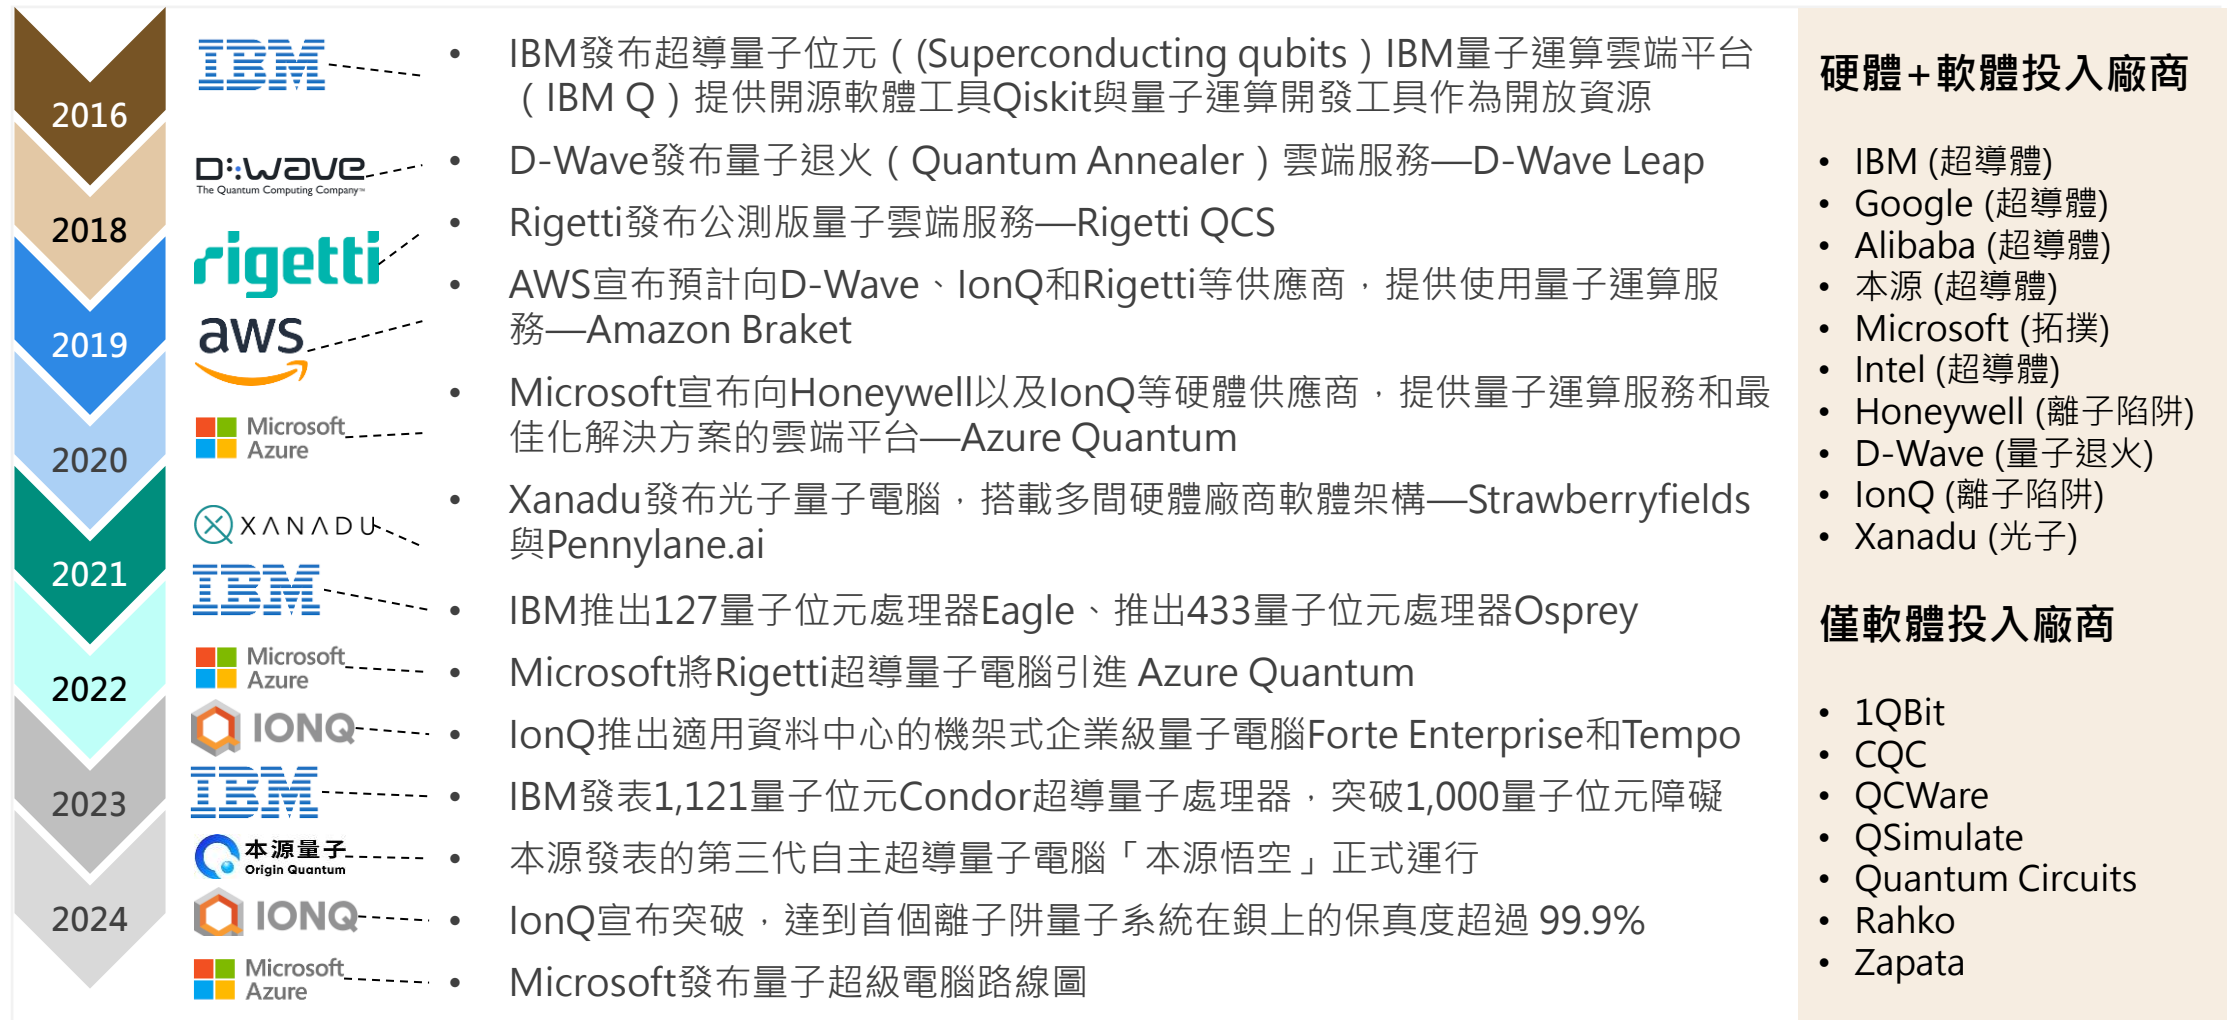 2016
2018
2019
2020
2021
2022
2023
2024
IBM
• IBM發布超導量子位元（(Superconducting qubits）IBM量子運算雲端平台
（IBM Q）提供開源軟體工具Qiskit與量子運算開發工具作為開放資源
D:wave
The Quantum Computing Company™
• D-Wave發布量子退火（Quantum Annealer）雲端服務—D-Wave Leap
rigetti
• Rigetti發布公測版量子雲端服務—Rigetti QCS
aws
• AWS宣布預計向D-Wave、IonQ和Rigetti等供應商，提供使用量子運算服
務—Amazon Braket
Microsoft
Azure
• Microsoft宣布向Honeywell以及IonQ等硬體供應商，提供量子運算服務和最
佳化解決方案的雲端平台—Azure Quantum
XANADU
• Xanadu發布光子量子電腦，搭載多間硬體廠商軟體架構—Strawberryfields
與Pennylane.ai
IBM
• IBM推出127量子位元處理器Eagle、推出433量子位元處理器Osprey
Microsoft
Azure
• Microsoft將Rigetti超導量子電腦引進 Azure Quantum
IONQ
• IonQ推出適用資料中心的機架式企業級量子電腦Forte Enterprise和Tempo
IBM
• IBM發表1,121量子位元Condor超導量子處理器，突破1,000量子位元障礙
本源量子
Origin Quantum
• 本源發表的第三代自主超導量子電腦「本源悟空」正式運行
IONQ
• IonQ宣布突破，達到首個離子阱量子系統在鋇上的保真度超過 99.9%
Microsoft
Azure
• Microsoft發布量子超級電腦路線圖
硬體+軟體投入廠商
• IBM (超導體)
• Google (超導體)
• Alibaba (超導體)
• 本源 (超導體)
• Microsoft (拓撲)
• Intel (超導體)
• Honeywell (離子陷阱)
• D-Wave (量子退火)
• IonQ (離子陷阱)
• Xanadu (光子)
僅軟體投入廠商
• 1QBit
• CQC
• QCWare
• QSimulate
• Quantum Circuits
• Rahko
• Zapata